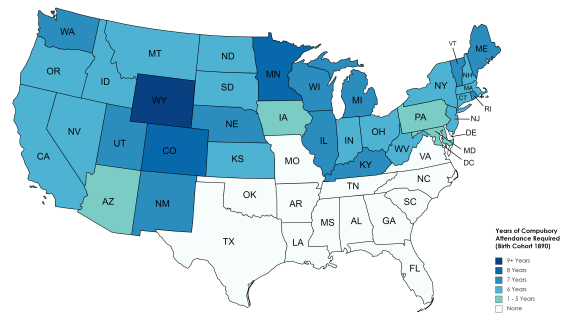 WA
OR
CA
NV
ID
MT
WY
UT
CO
AZ
NM
ND
SD
NE
KS
OK
TX
MN
IA
MO
AR
LA
WI
IL
MI
IN
OH
KY
TN
MS
AL
GA
FL
SC
NC
VA
WV
PA
NY
VT
NH
ME
MA
CT
RI
NJ
DE
MD
DC
Years of Compulsory
Attendance Required
(Birth Cohort 1890)
9+ Years
8 Years
7 Years
6 Years
1 - 5 Years
None